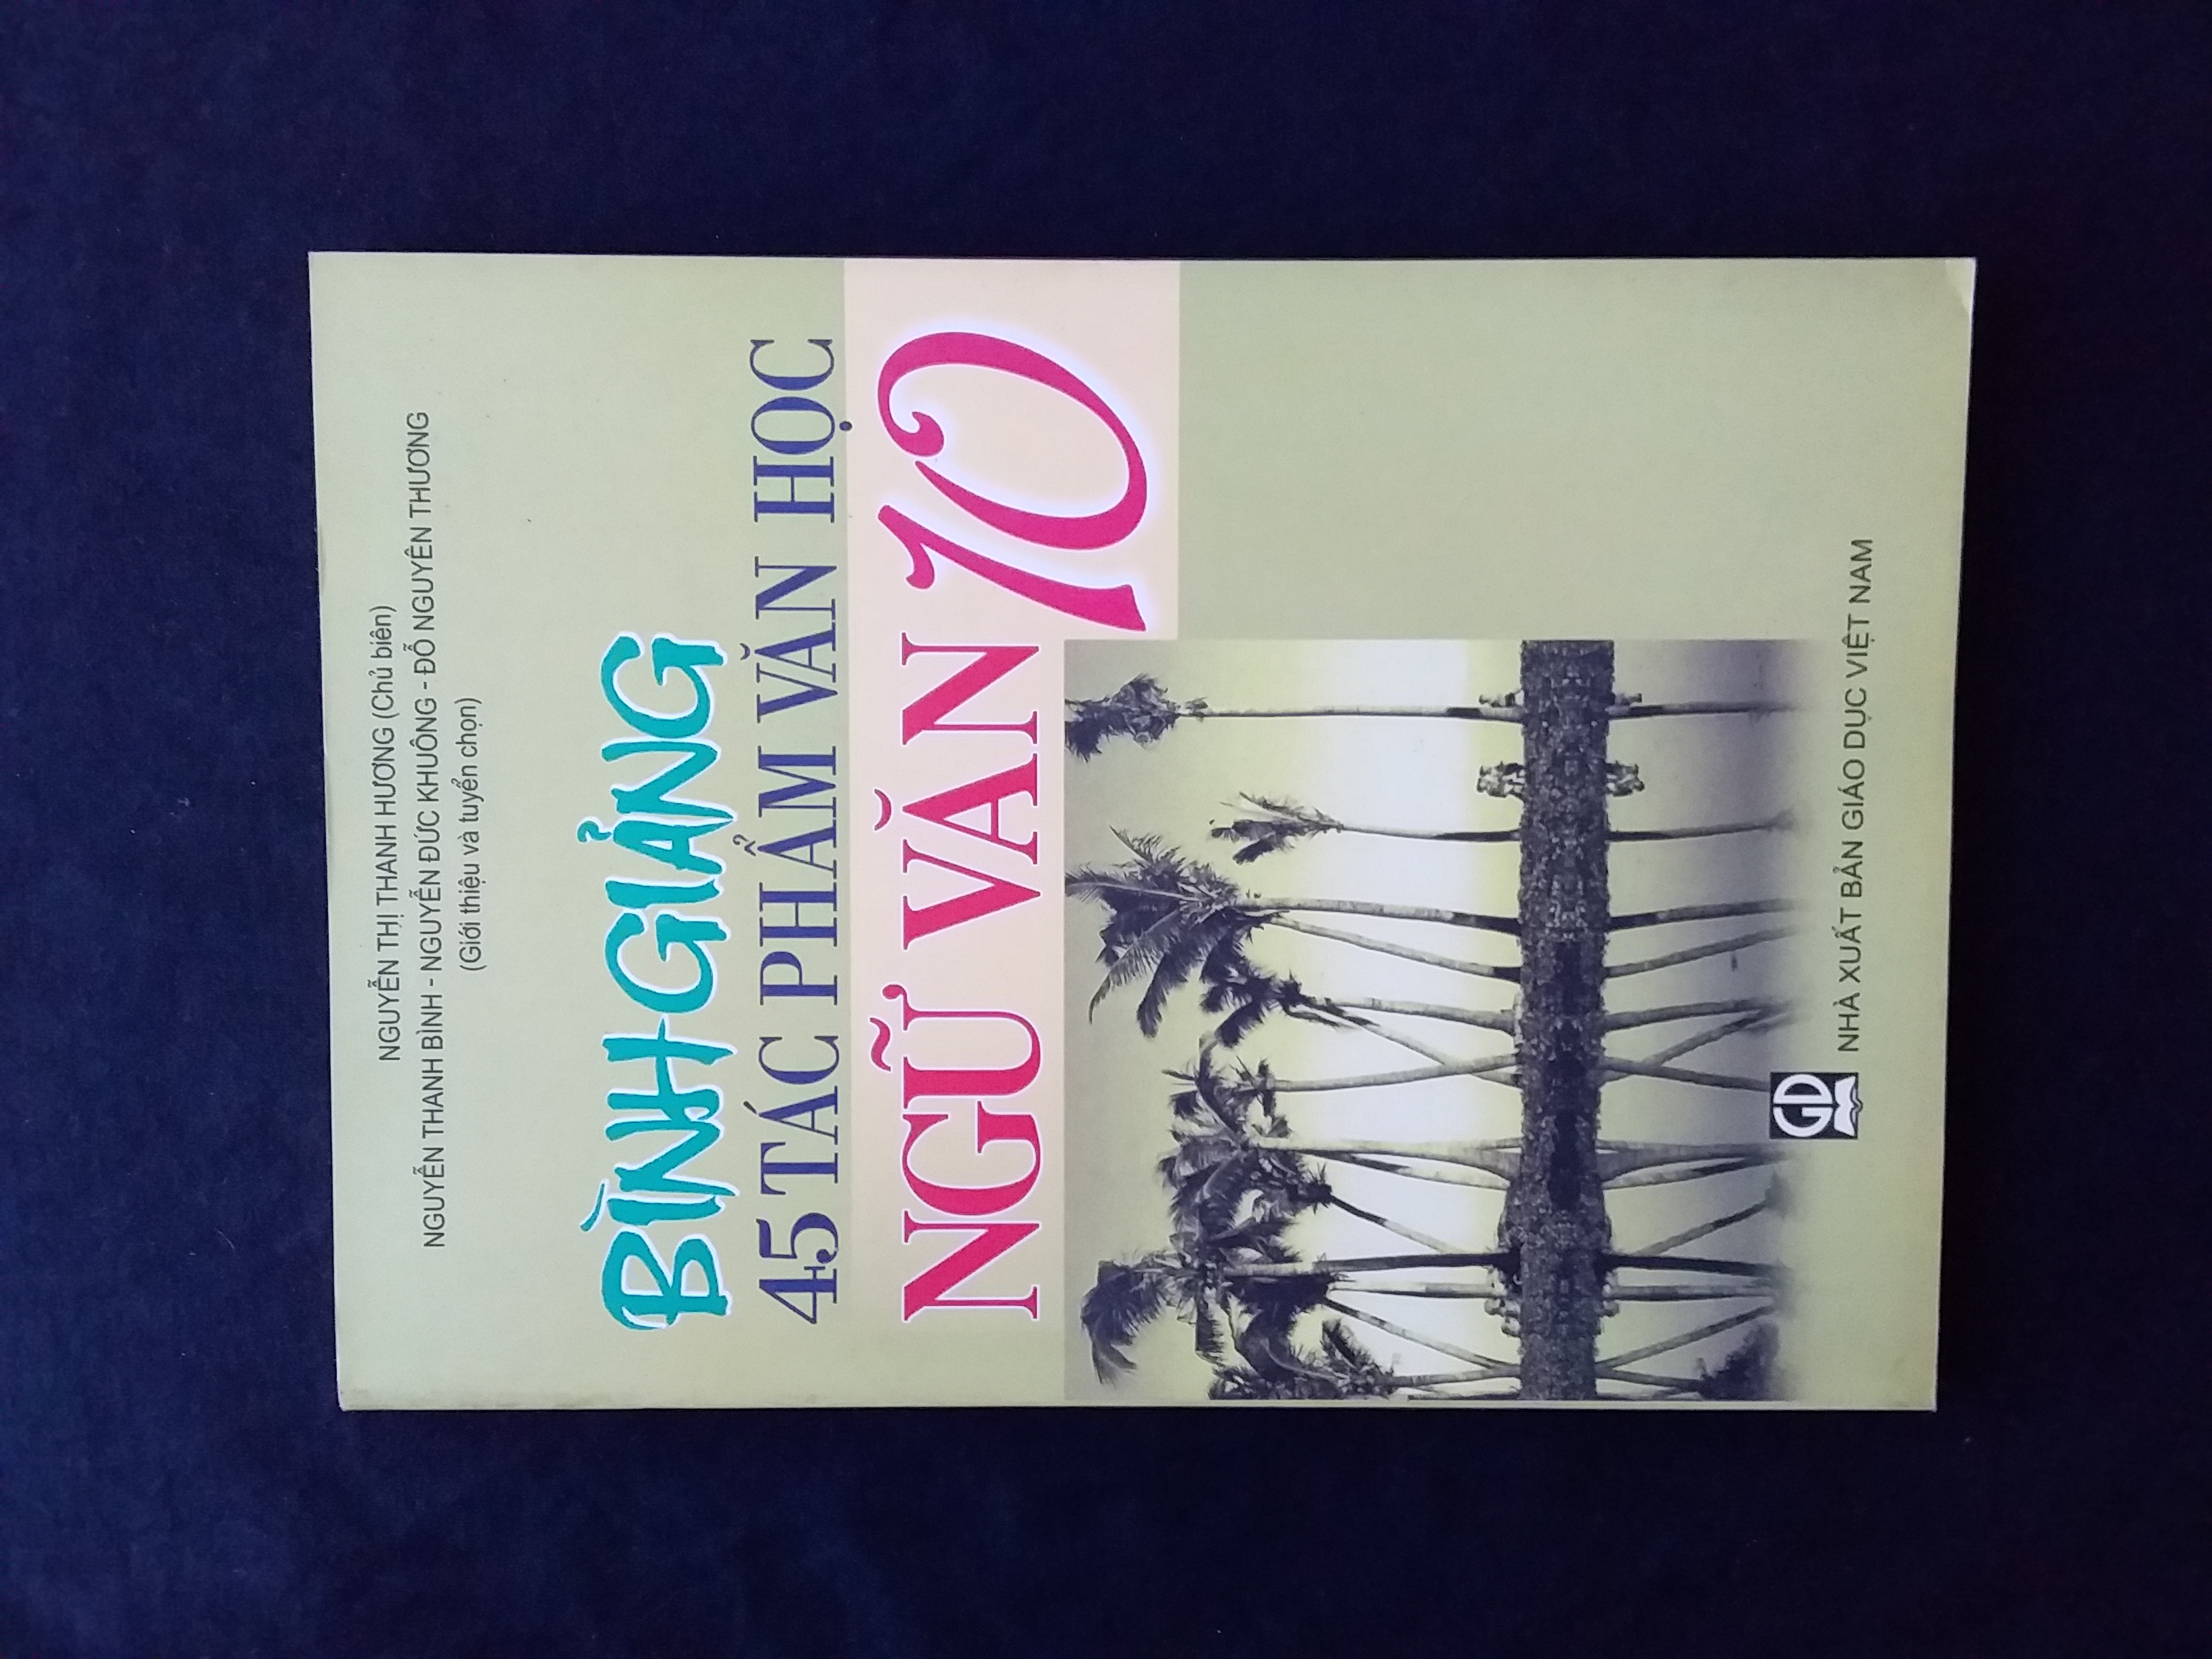 NGUYỄN THỊ THANH HƯƠNG (Chủ biên)
NGUYỄN THANH BÌNH - NGUYỄN ĐỨC KHUÔNG - ĐỖ NGUYÊN THƯƠNG
(Giới thiệu và tuyển chọn)
BÌNH GIẢNG
45 TÁC PHẨM VĂN HỌC
NGỮ VĂN 10
GD
NHÀ XUẤT BẢN GIÁO DỤC VIỆT NAM